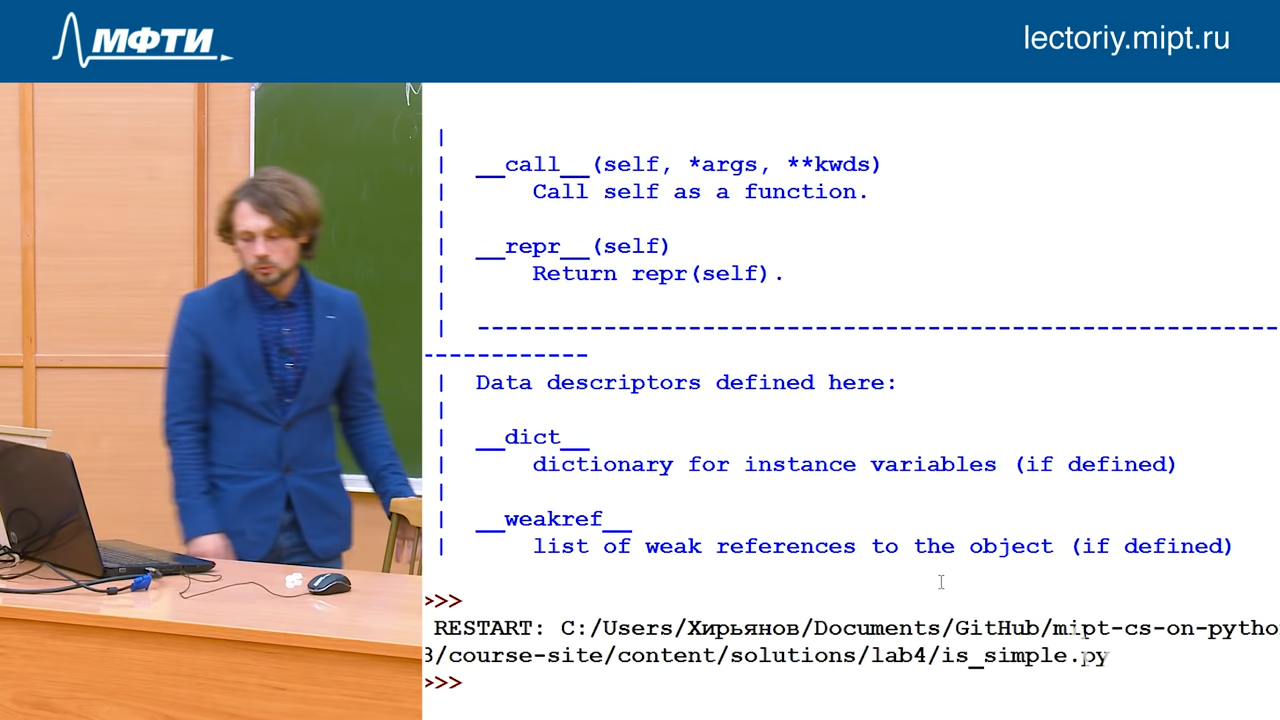 МФТИ
lectoriy.mipt.ru
|
| __call__(self, *args, **kwds)
| Call self as a function.
|
| __repr__(self)
| Return repr(self).
|
| ---------------------------------------------------------
------------
| Data descriptors defined here:
|
| __dict__
| dictionary for instance variables (if defined)
|
| __weakref__
| list of weak references to the object (if defined)
>>>
RESTART: C:/Users/Хирьянов/Documents/GitHub/mipt-cs-on-pytho
3/course-site/content/solutions/lab4/is_simple.py
>>>